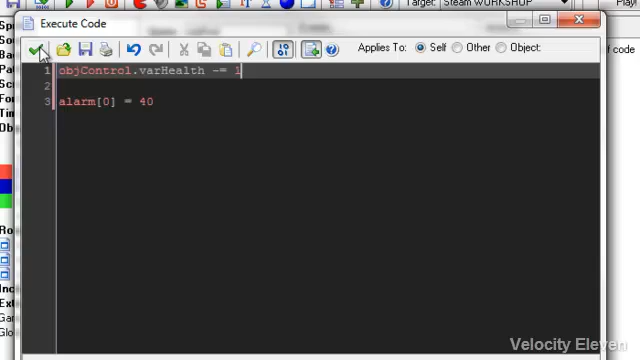 Target: Steam WORKSHOP
Execute Code
Applies To: Self Other Object:
1 objControl.varHealth -= 1
2
3 alarm[0] = 40
Velocity Eleven